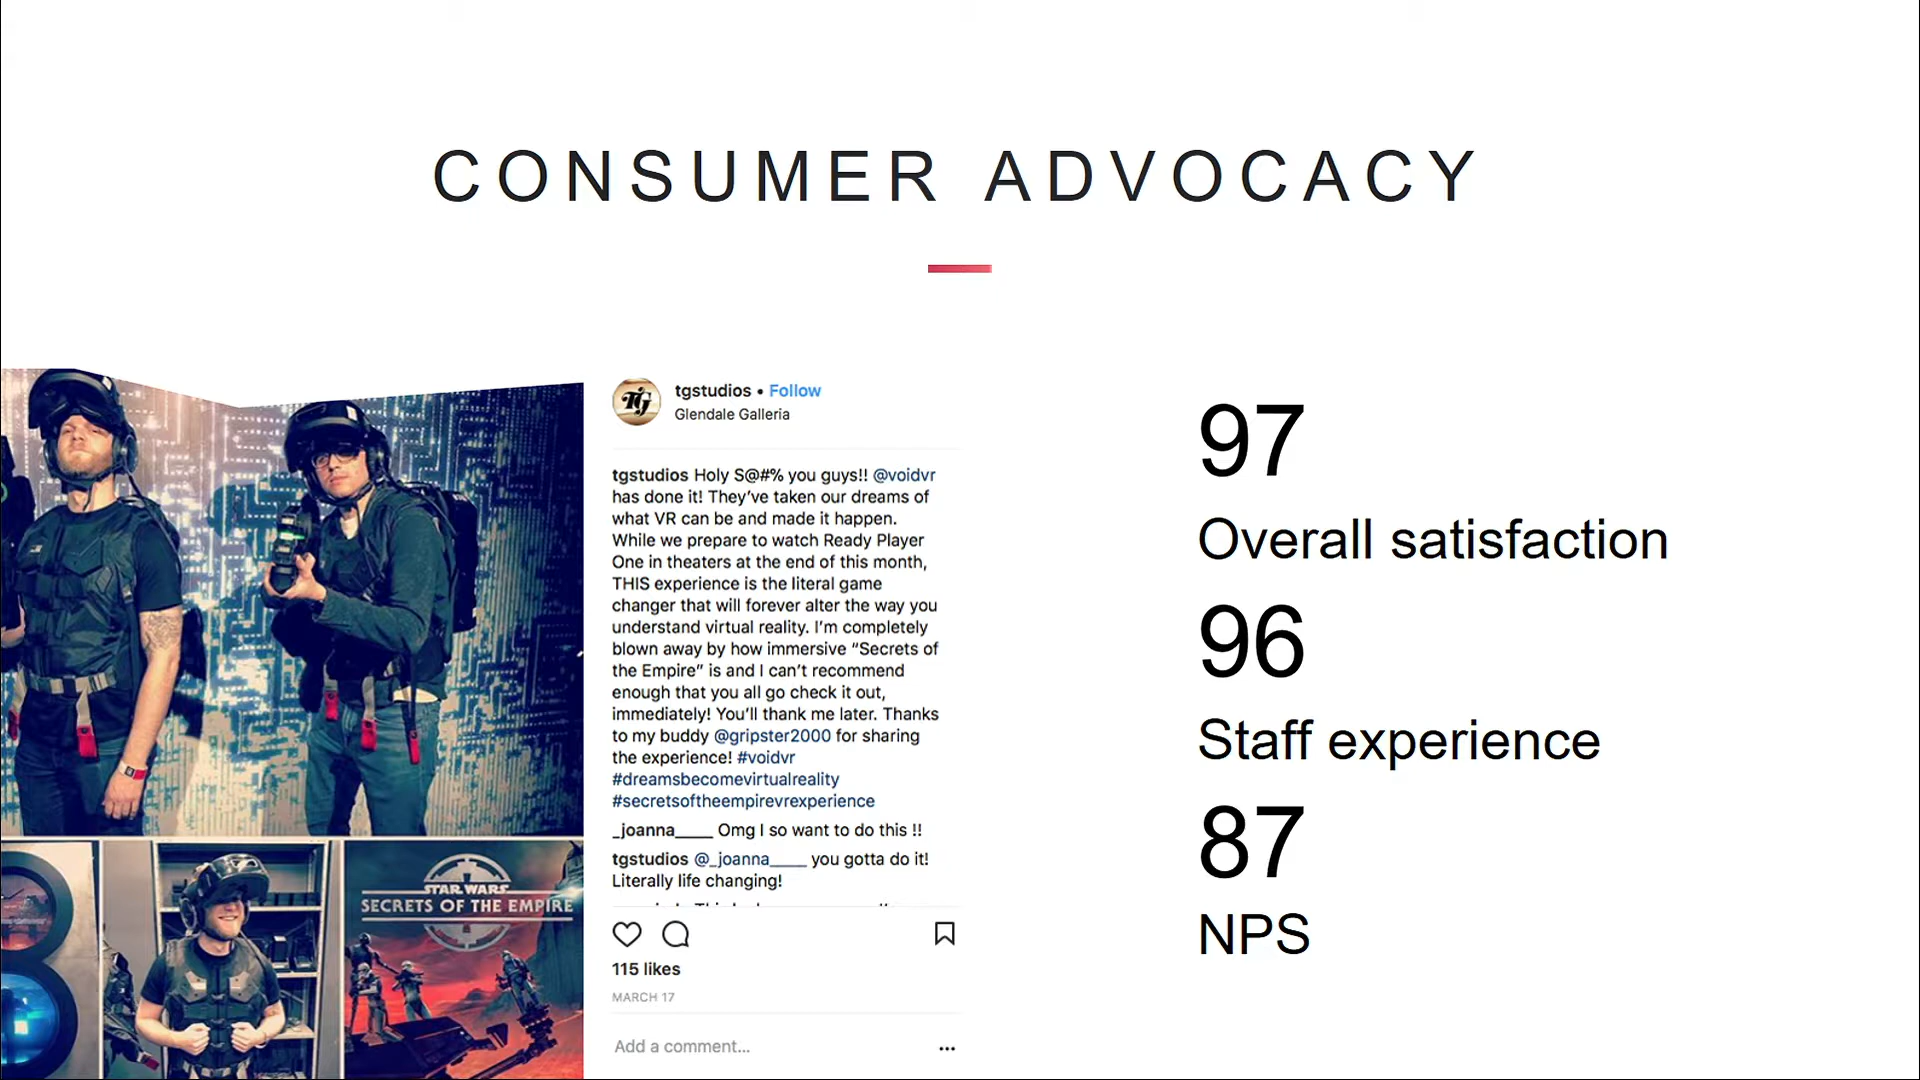 CONSUMER ADVOCACY
tgstudios • Follow
Glendale Galleria
tgstudios Holy S@#% you guys!! @voidvr
has done it! They've taken our dreams of
what VR can be and made it happen.
While we prepare to watch Ready Player
One in theaters at the end of this month,
THIS experience is the literal game
changer that will forever alter the way you
understand virtual reality. I'm completely
blown away by how immersive “Secrets of
the Empire” is and I can't recommend
enough that you all go check it out,
immediately! You'll thank me later. Thanks
to my buddy @gripster2000 for sharing
the experience! #voidvr
#dreamsbecomevirtualreality
#secretsoftheempirevrexperience
_joanna____ Omg I so want to do this !!
tgstudios @_joanna____ you gotta do it!
Literally life changing!
115 likes
MARCH 17
Add a comment...
97
Overall satisfaction
96
Staff experience
87
NPS
TG
STAR WARS
SECRETS OF THE EMPIRE